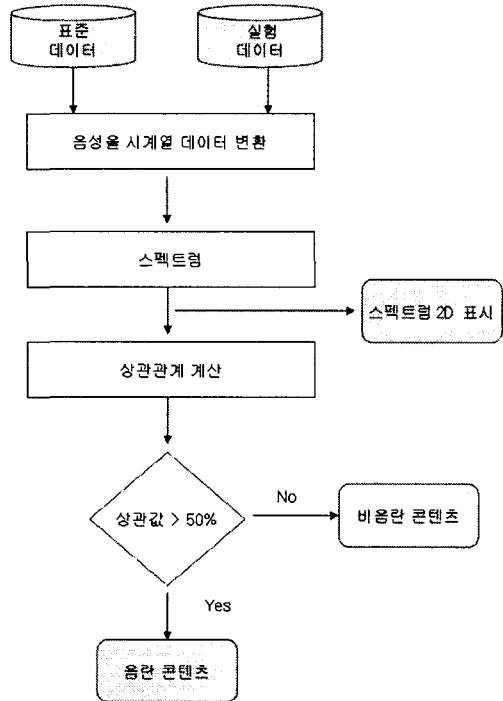 표준
데이터
실험
데이터
음성을 시계열 데이터 변환
스펙트럼
스펙트럼 2D 표시
상관관계 계산
상관값 > 50%
No
비음란 콘텐츠
Yes
음란 콘텐츠